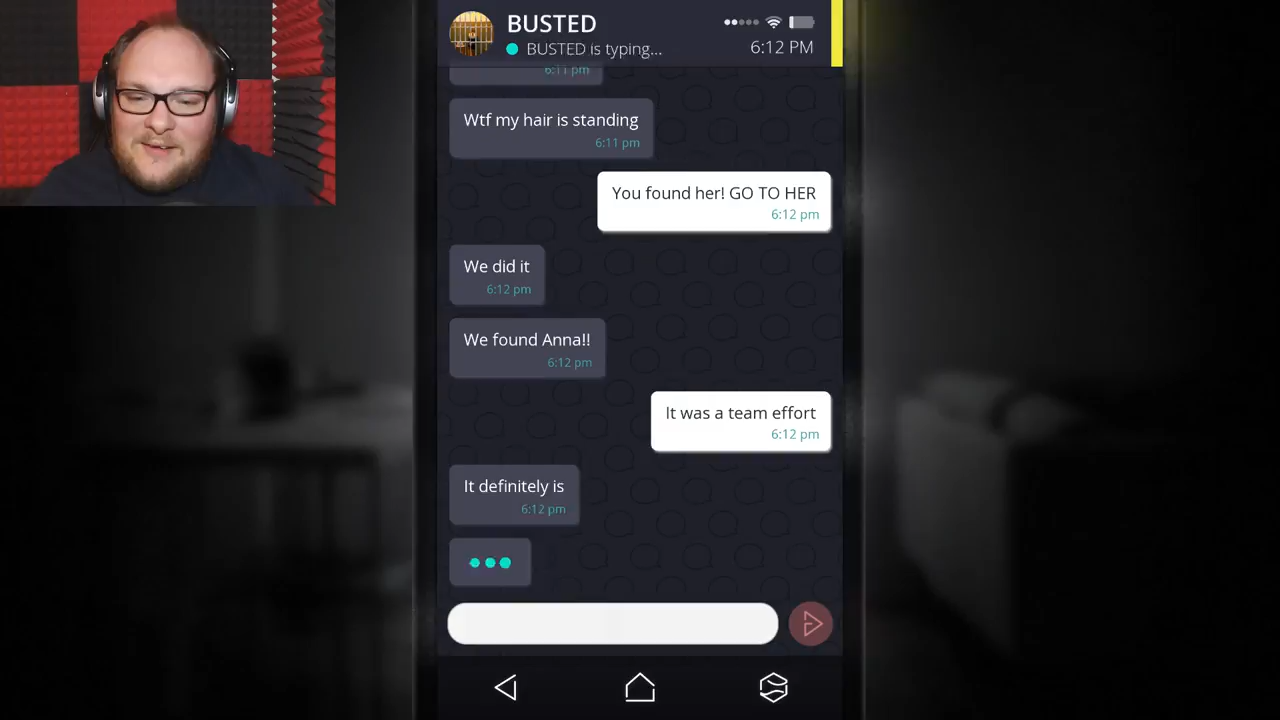 BUSTED
BUSTED is typing...
6:12 PM
6:11 pm
Wtf my hair is standing
6:11 pm
You found her! GO TO HER
6:12 pm
We did it
6:12 pm
We found Anna!!
6:12 pm
It was a team effort
6:12 pm
It definitely is
6:12 pm